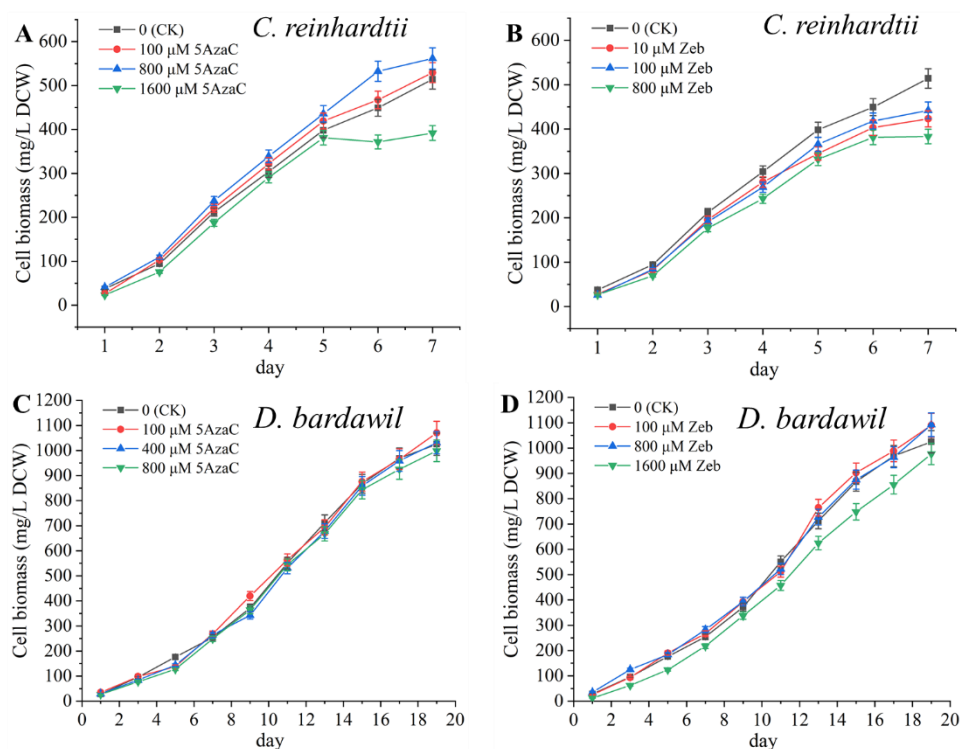 A
C. reinhardtii
0 (CK)
100 μM 5AzaC
800 μM 5AzaC
1600 μM 5AzaC
Cell biomass (mg/L DCW)
600
500
400
300
200
100
0
1 2 3 4 5 6 7
day
B
C. reinhardtii
0 (CK)
10 μM Zeb
100 μM Zeb
800 μM Zeb
Cell biomass (mg/L DCW)
600
500
400
300
200
100
0
1 2 3 4 5 6 7
day
C
D. bardawil
0 (CK)
100 μM 5AzaC
400 μM 5AzaC
800 μM 5AzaC
Cell biomass (mg/L DCW)
1200
1100
1000
900
800
700
600
500
400
300
200
100
0
0 2 4 6 8 10 12 14 16 18 20
day
D
D. bardawil
0 (CK)
100 μM Zeb
800 μM Zeb
1600 μM Zeb
Cell biomass (mg/L DCW)
1200
1100
1000
900
800
700
600
500
400
300
200
100
0
0 2 4 6 8 10 12 14 16 18 20
day